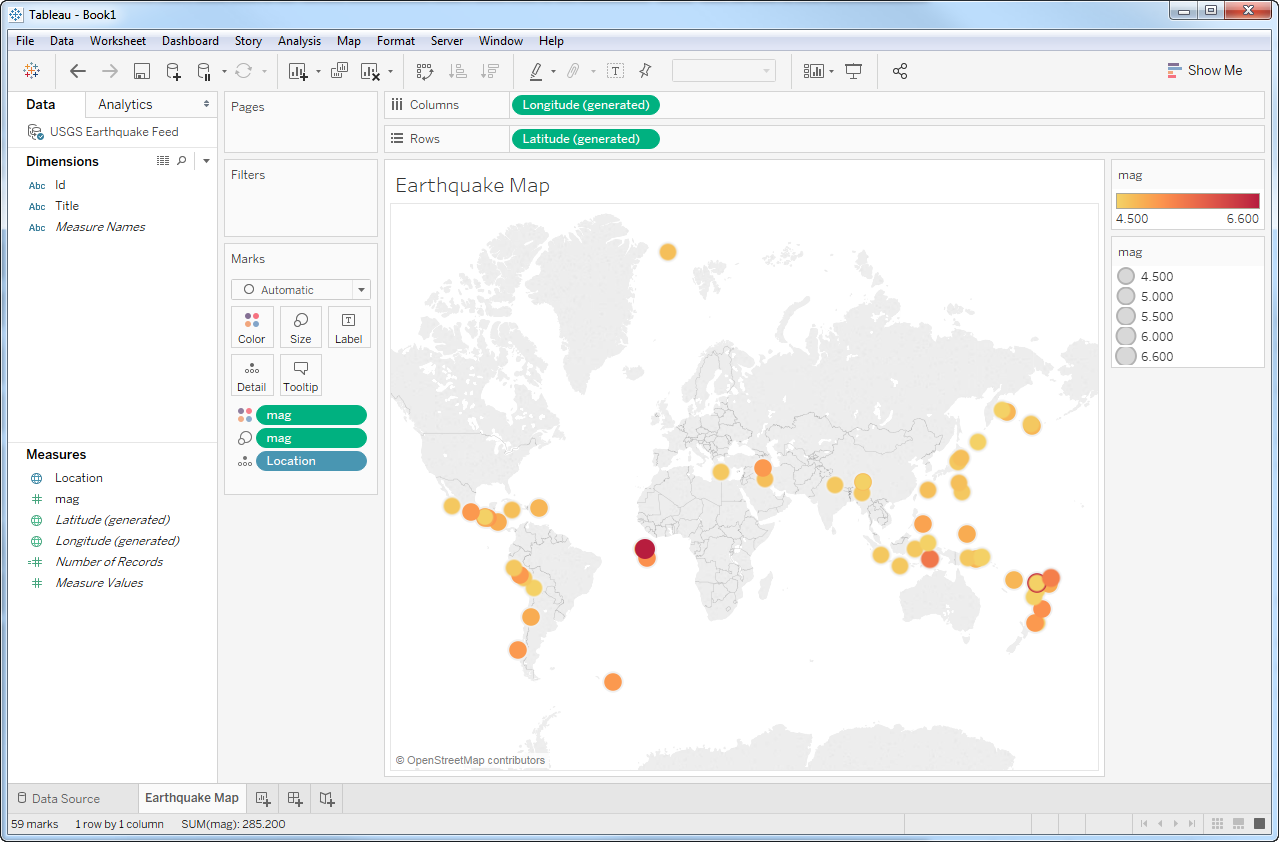 Tableau - Book1
File Data Worksheet Dashboard Story Analysis Map Format Server Window Help
Show Me
Data Analytics
USGS Earthquake Feed
Dimensions
Abc Id
Abc Title
Abc Measure Names
Measures
Location
mag
Latitude (generated)
Longitude (generated)
Number of Records
Measure Values
Pages
Filters
Marks
Automatic
Color Size Label
Detail Tooltip
mag
mag
Location
Columns Longitude (generated)
Rows Latitude (generated)
Earthquake Map
© OpenStreetMap contributors
mag
4.500 6.600
mag
4.500
5.000
5.500
6.000
6.600
Data Source Earthquake Map
59 marks 1 row by 1 column SUM(mag): 285.200